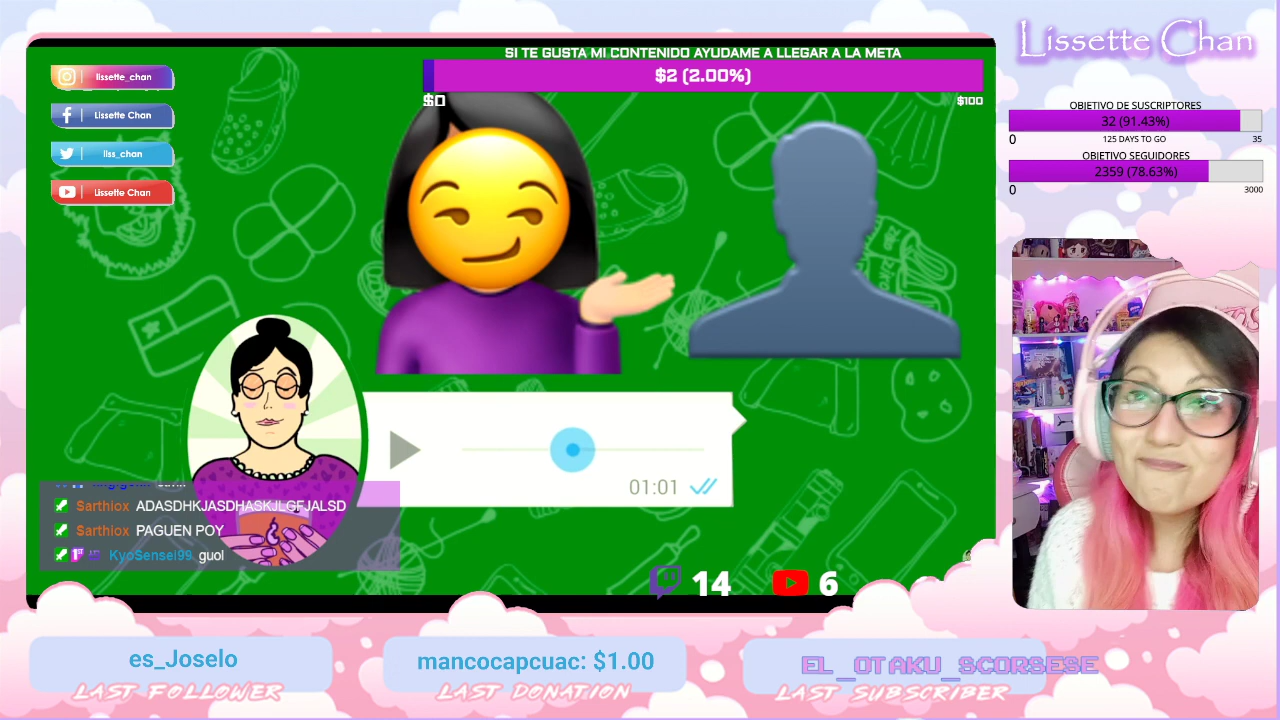 Lissette Chan
SI TE GUSTA MI CONTENIDO AYUDAME A LLEGAR A LA META
$2 (2.00%)
$0
$100
lissette_chan
Lissette Chan
liss_chan
Lissette Chan
OBJETIVO DE SUSCRIPTORES
32 (91.43%)
0
125 DAYS TO GO
35
OBJETIVO SEGUIDORES
2359 (78.63%)
0
3000
01:01
Sarthiox ADASDHKJASDHASKJLGFJALSD
Sarthiox PAGUEN POY
1st KyoSensei99 guol
14
6
es_Joselo
LAST FOLLOWER
mancocapcuac: $1.00
LAST DONATION
EL_OTAKU_SCORSESE
LAST SUBSCRIBER